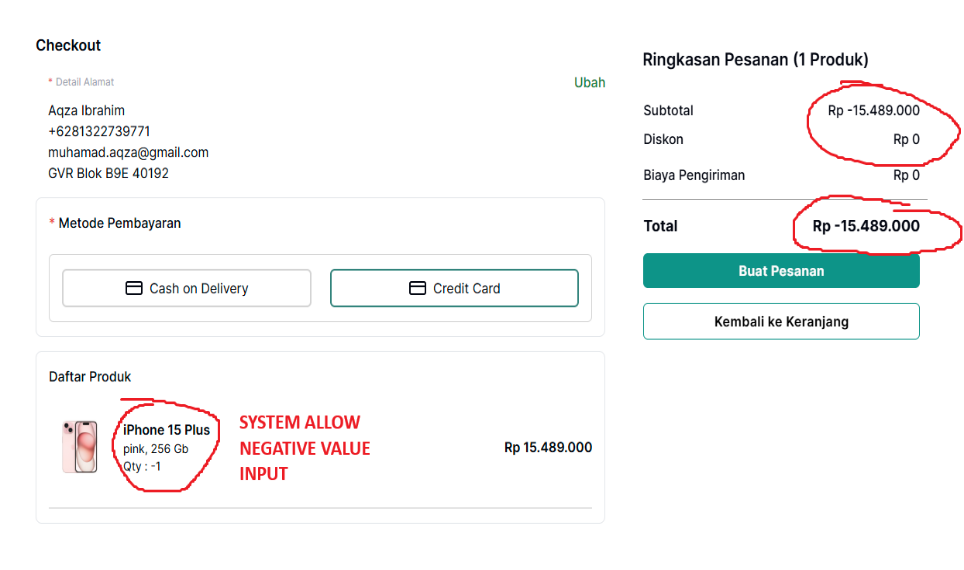 Checkout
* Detail Alamat
Ubah
Aqza Ibrahim
+6281322739771
muhamad.aqza@gmail.com
GVR Blok B9E 40192
* Metode Pembayaran
Cash on Delivery
Credit Card
Daftar Produk
iPhone 15 Plus
pink, 256 Gb
Qty : -1
SYSTEM ALLOW
NEGATIVE VALUE
INPUT
Rp 15.489.000
Ringkasan Pesanan (1 Produk)
Subtotal Rp -15.489.000
Diskon Rp 0
Biaya Pengiriman Rp 0
Total Rp -15.489.000
Buat Pesanan
Kembali ke Keranjang